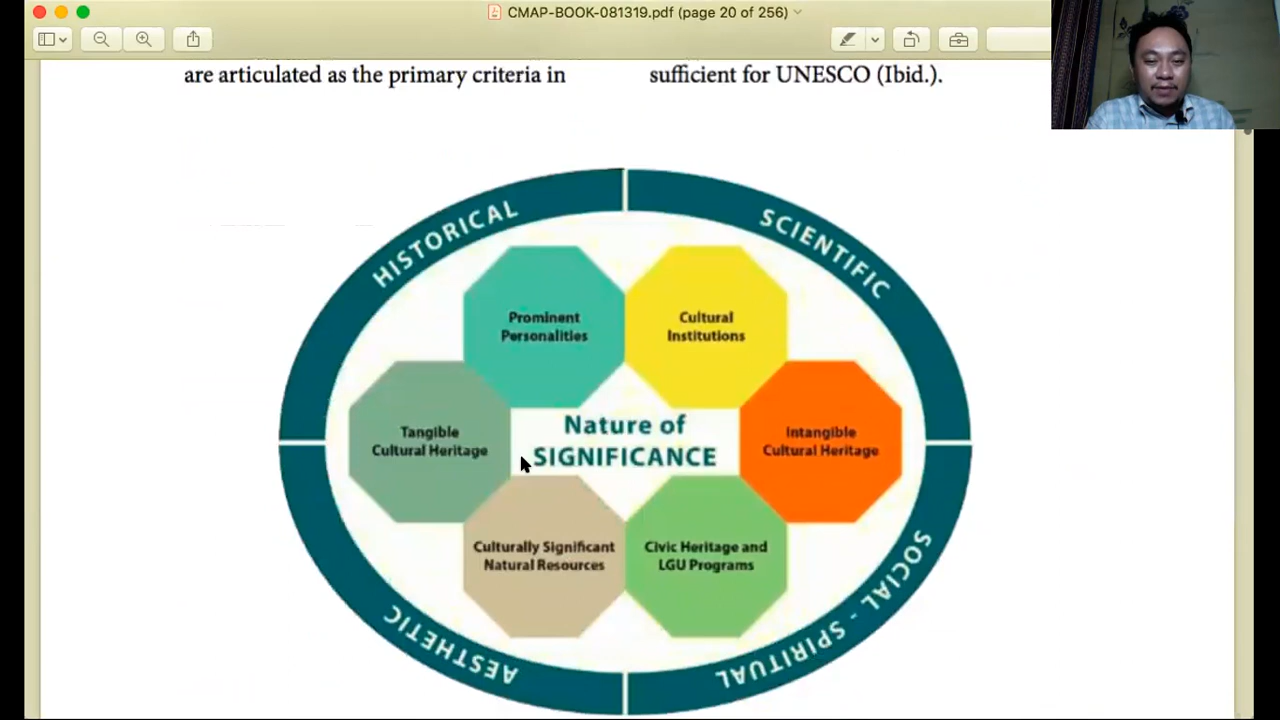 CMAP-BOOK-081319.pdf (page 20 of 256)
are articulated as the primary criteria in
sufficient for UNESCO (Ibid.).
HISTORICAL
SCIENTIFIC
Prominent
Personalities
Cultural
Institutions
Tangible
Cultural Heritage
Nature of
SIGNIFICANCE
Intangible
Cultural Heritage
Culturally Significant
Natural Resources
Civic Heritage and
LGU Programs
AESTHETIC
SOCIAL - SPIRITUAL